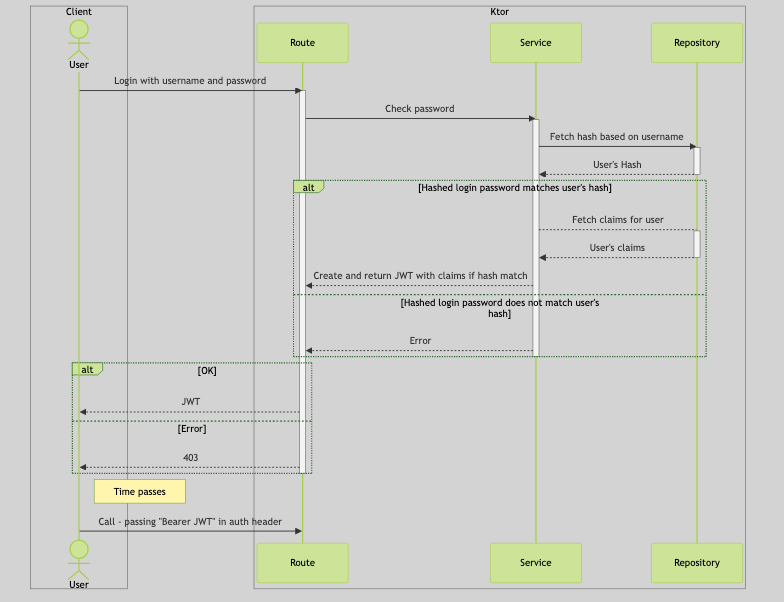 Client
Ktor
User
Route
Service
Repository
Login with username and password
Check password
Fetch hash based on username
User's Hash
alt
[Hashed login password matches user's hash]
Fetch claims for user
User's claims
Create and return JWT with claims if hash match
[Hashed login password does not match user's
hash]
Error
alt
[OK]
JWT
[Error]
403
Time passes
Call - passing "Bearer JWT" in auth header
User
Route
Service
Repository